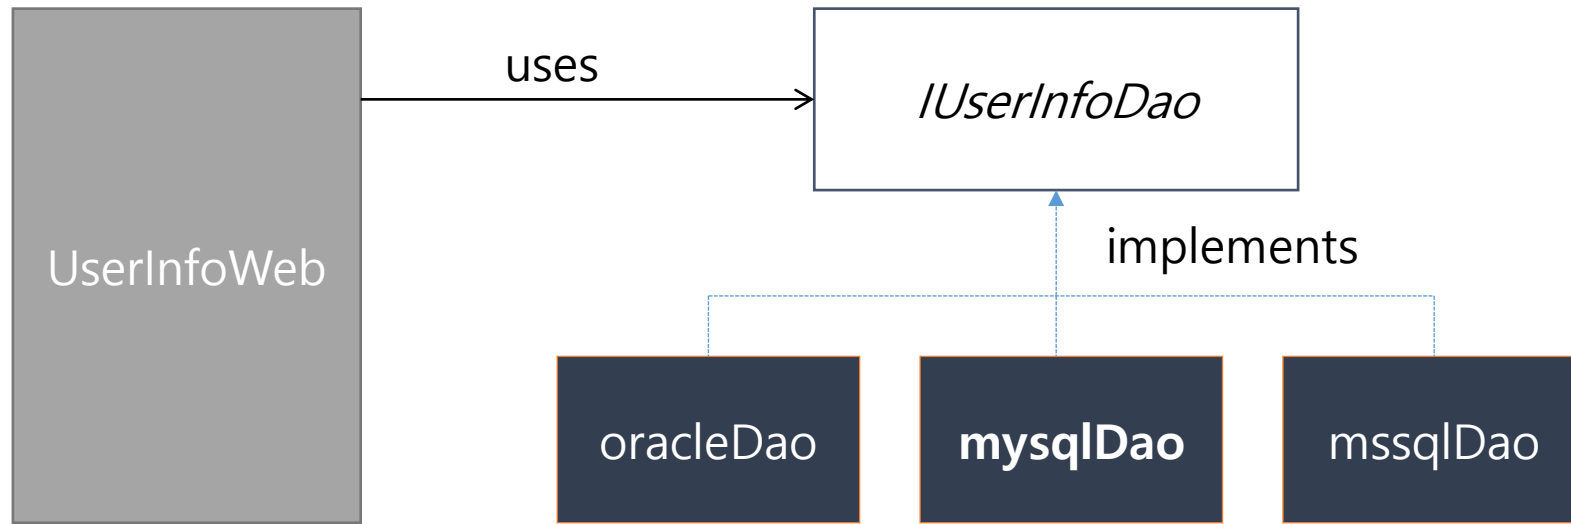 uses
IUserInfoDao
UserInfoWeb
implements
oracleDao
mysqlDao
mssqlDao